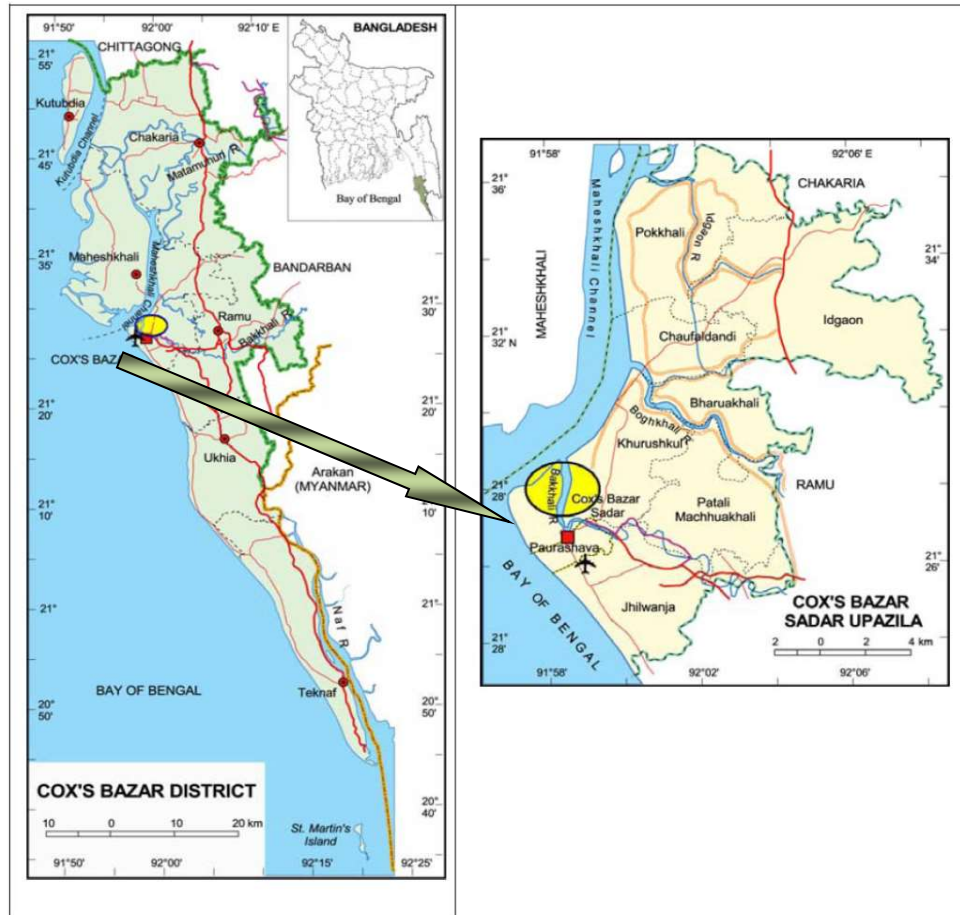 91°50'
92°00'
92°10' E
BANGLADESH
Bay of Bengal
CHITTAGONG
21°
55'
Kutubdia
Kutubdia Channel
Chakaria
Matamuhuri R.
21°
45'
Maheshkhali
Maheshkhali Channel
21°
35'
BANDARBAN
21°
30'
Ramu
Bakkhali R.
COX'S BAZ
21°
20'
21°
20'
Ukhia
Arakan
(MYANMAR)
21°
10'
21°
10'
21°
21°
Naf R
Teknaf
BAY OF BENGAL
20°
50'
20°
50'
COX'S BAZAR DISTRICT
10 0 10 20 km
20°
40'
St. Martin's
Island
91°50'
92°00'
92°15'
92°25'
91°58'
92°06' E
21°
36'
CHAKARIA
Maheshkhali Channel
Pokkhali
Idgaon R
21°
34'
MAHESHKHALI
Idgaon
21°
32' N
Chaufaldandi
Bharuakhali
Boghkhali R.
Khurushkul
RAMU
21°
28'
Bakkhali R
Cox's Bazar
Sadar
Patali
Machhuakhali
Paurashava
21°
26'
BAY OF BENGAL
Jhilwanja
COX'S BAZAR
SADAR UPAZILA
2 0 2 4 km
21°
28'
91°58'
92°02'
92°06'